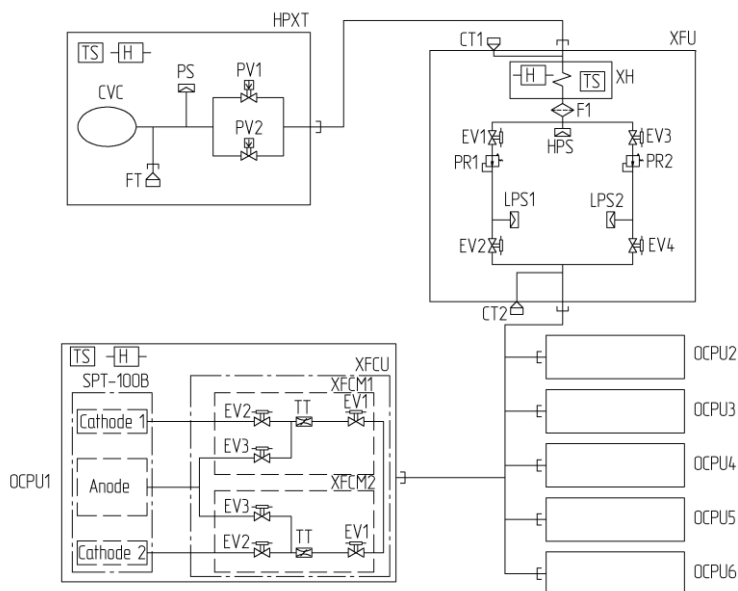 HPXT
TS
H
PS
PV1
CVC
PV2
FT
CT1
XFU
H
TS
XH
F1
EV1
EV3
HPS
PR1
PR2
LPS1
LPS2
EV2
EV4
CT2
OCPU2
OCPU3
OCPU4
OCPU5
OCPU6
OCPU1
TS
H
XFCU
SPT-100B
XFCM1
Cathode 1
EV2
TT
EV1
EV3
Anode
XFCM2
EV3
EV2
TT
EV1
Cathode 2